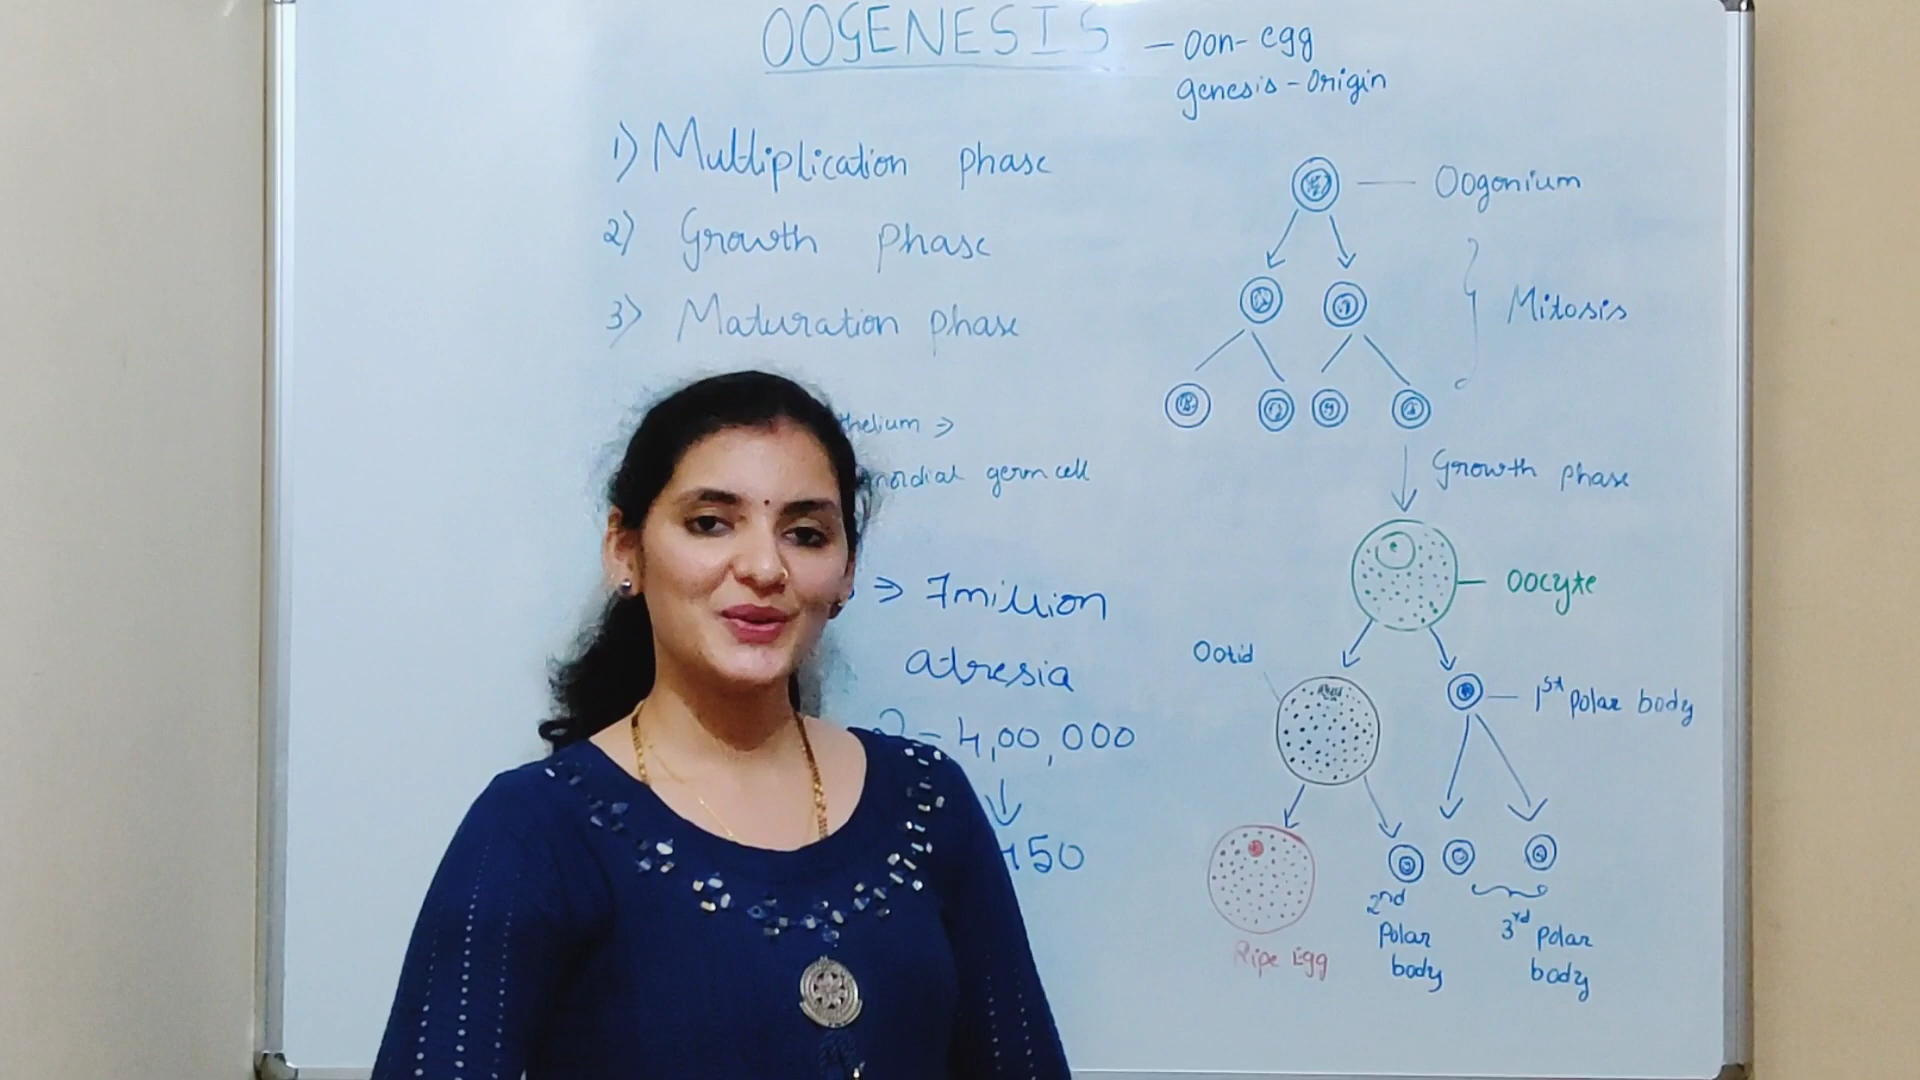 OOGENESIS - oon- egg
genesis - Origin
1) Multiplication phase
2) Growth phase
3) Maturation phase
thelium >
mordial germ cell
⇒ 7million
atresia
2 - 4,00,000
450
Oogonium
Mitosis
Growth phase
Oocyte
Ootid
1st polar body
Ripe Egg
2nd
Polar
body
3rd polar
body